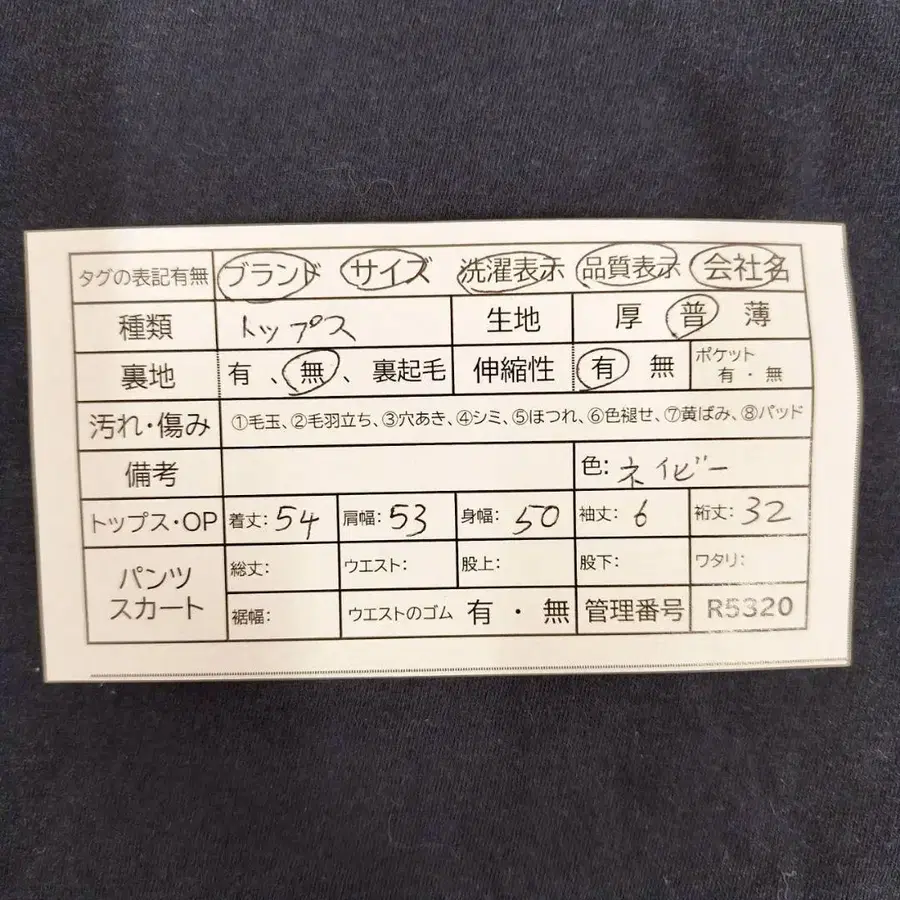 タグの表記有無 ブランド サイズ 洗濯表示 品質表示 会社名
種類 トップス 生地 厚 普 薄
裏地 有 、無、裏起毛 伸縮性 有 無 ポケット 有・無
汚れ・傷み ①毛玉、②毛羽立ち、③穴あき、④シミ、⑤ほつれ、⑥色褪せ、⑦黄ばみ、⑧パッド
備考 色: ネイビー
トップス・OP 着丈: 54 肩幅: 53 身幅: 50 袖丈: 6 裄丈: 32
パンツ スカート 総丈: ウエスト: 股上: 股下: ワタリ:
裾幅: ウエストのゴム 有・無 管理番号 R5320